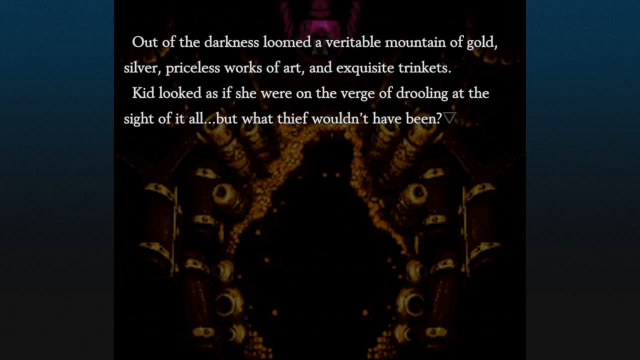 Out of the darkness loomed a veritable mountain of gold,
silver, priceless works of art, and exquisite trinkets.
Kid looked as if she were on the verge of drooling at the
sight of it all...but what thief wouldn't have been?